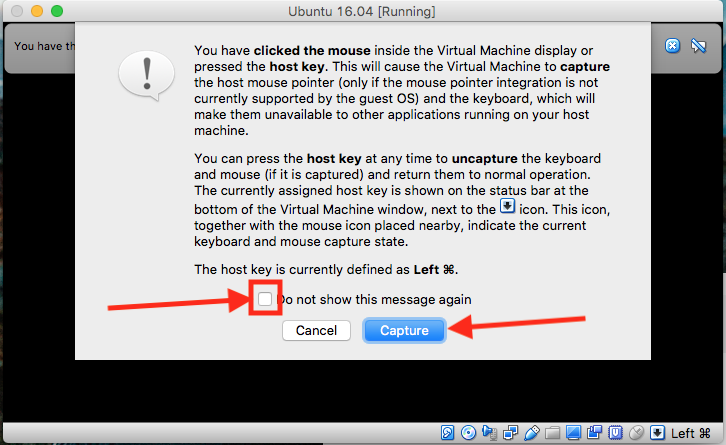 Ubuntu 16.04 [Running]
You have th
You have clicked the mouse inside the Virtual Machine display or
pressed the host key. This will cause the Virtual Machine to capture
the host mouse pointer (only if the mouse pointer integration is not
currently supported by the guest OS) and the keyboard, which will
make them unavailable to other applications running on your host
machine.
You can press the host key at any time to uncapture the keyboard
and mouse (if it is captured) and return them to normal operation.
The currently assigned host key is shown on the status bar at the
bottom of the Virtual Machine window, next to the icon. This icon,
together with the mouse icon placed nearby, indicate the current
keyboard and mouse capture state.
The host key is currently defined as Left ⌘.
Do not show this message again
Cancel
Capture
Left ⌘